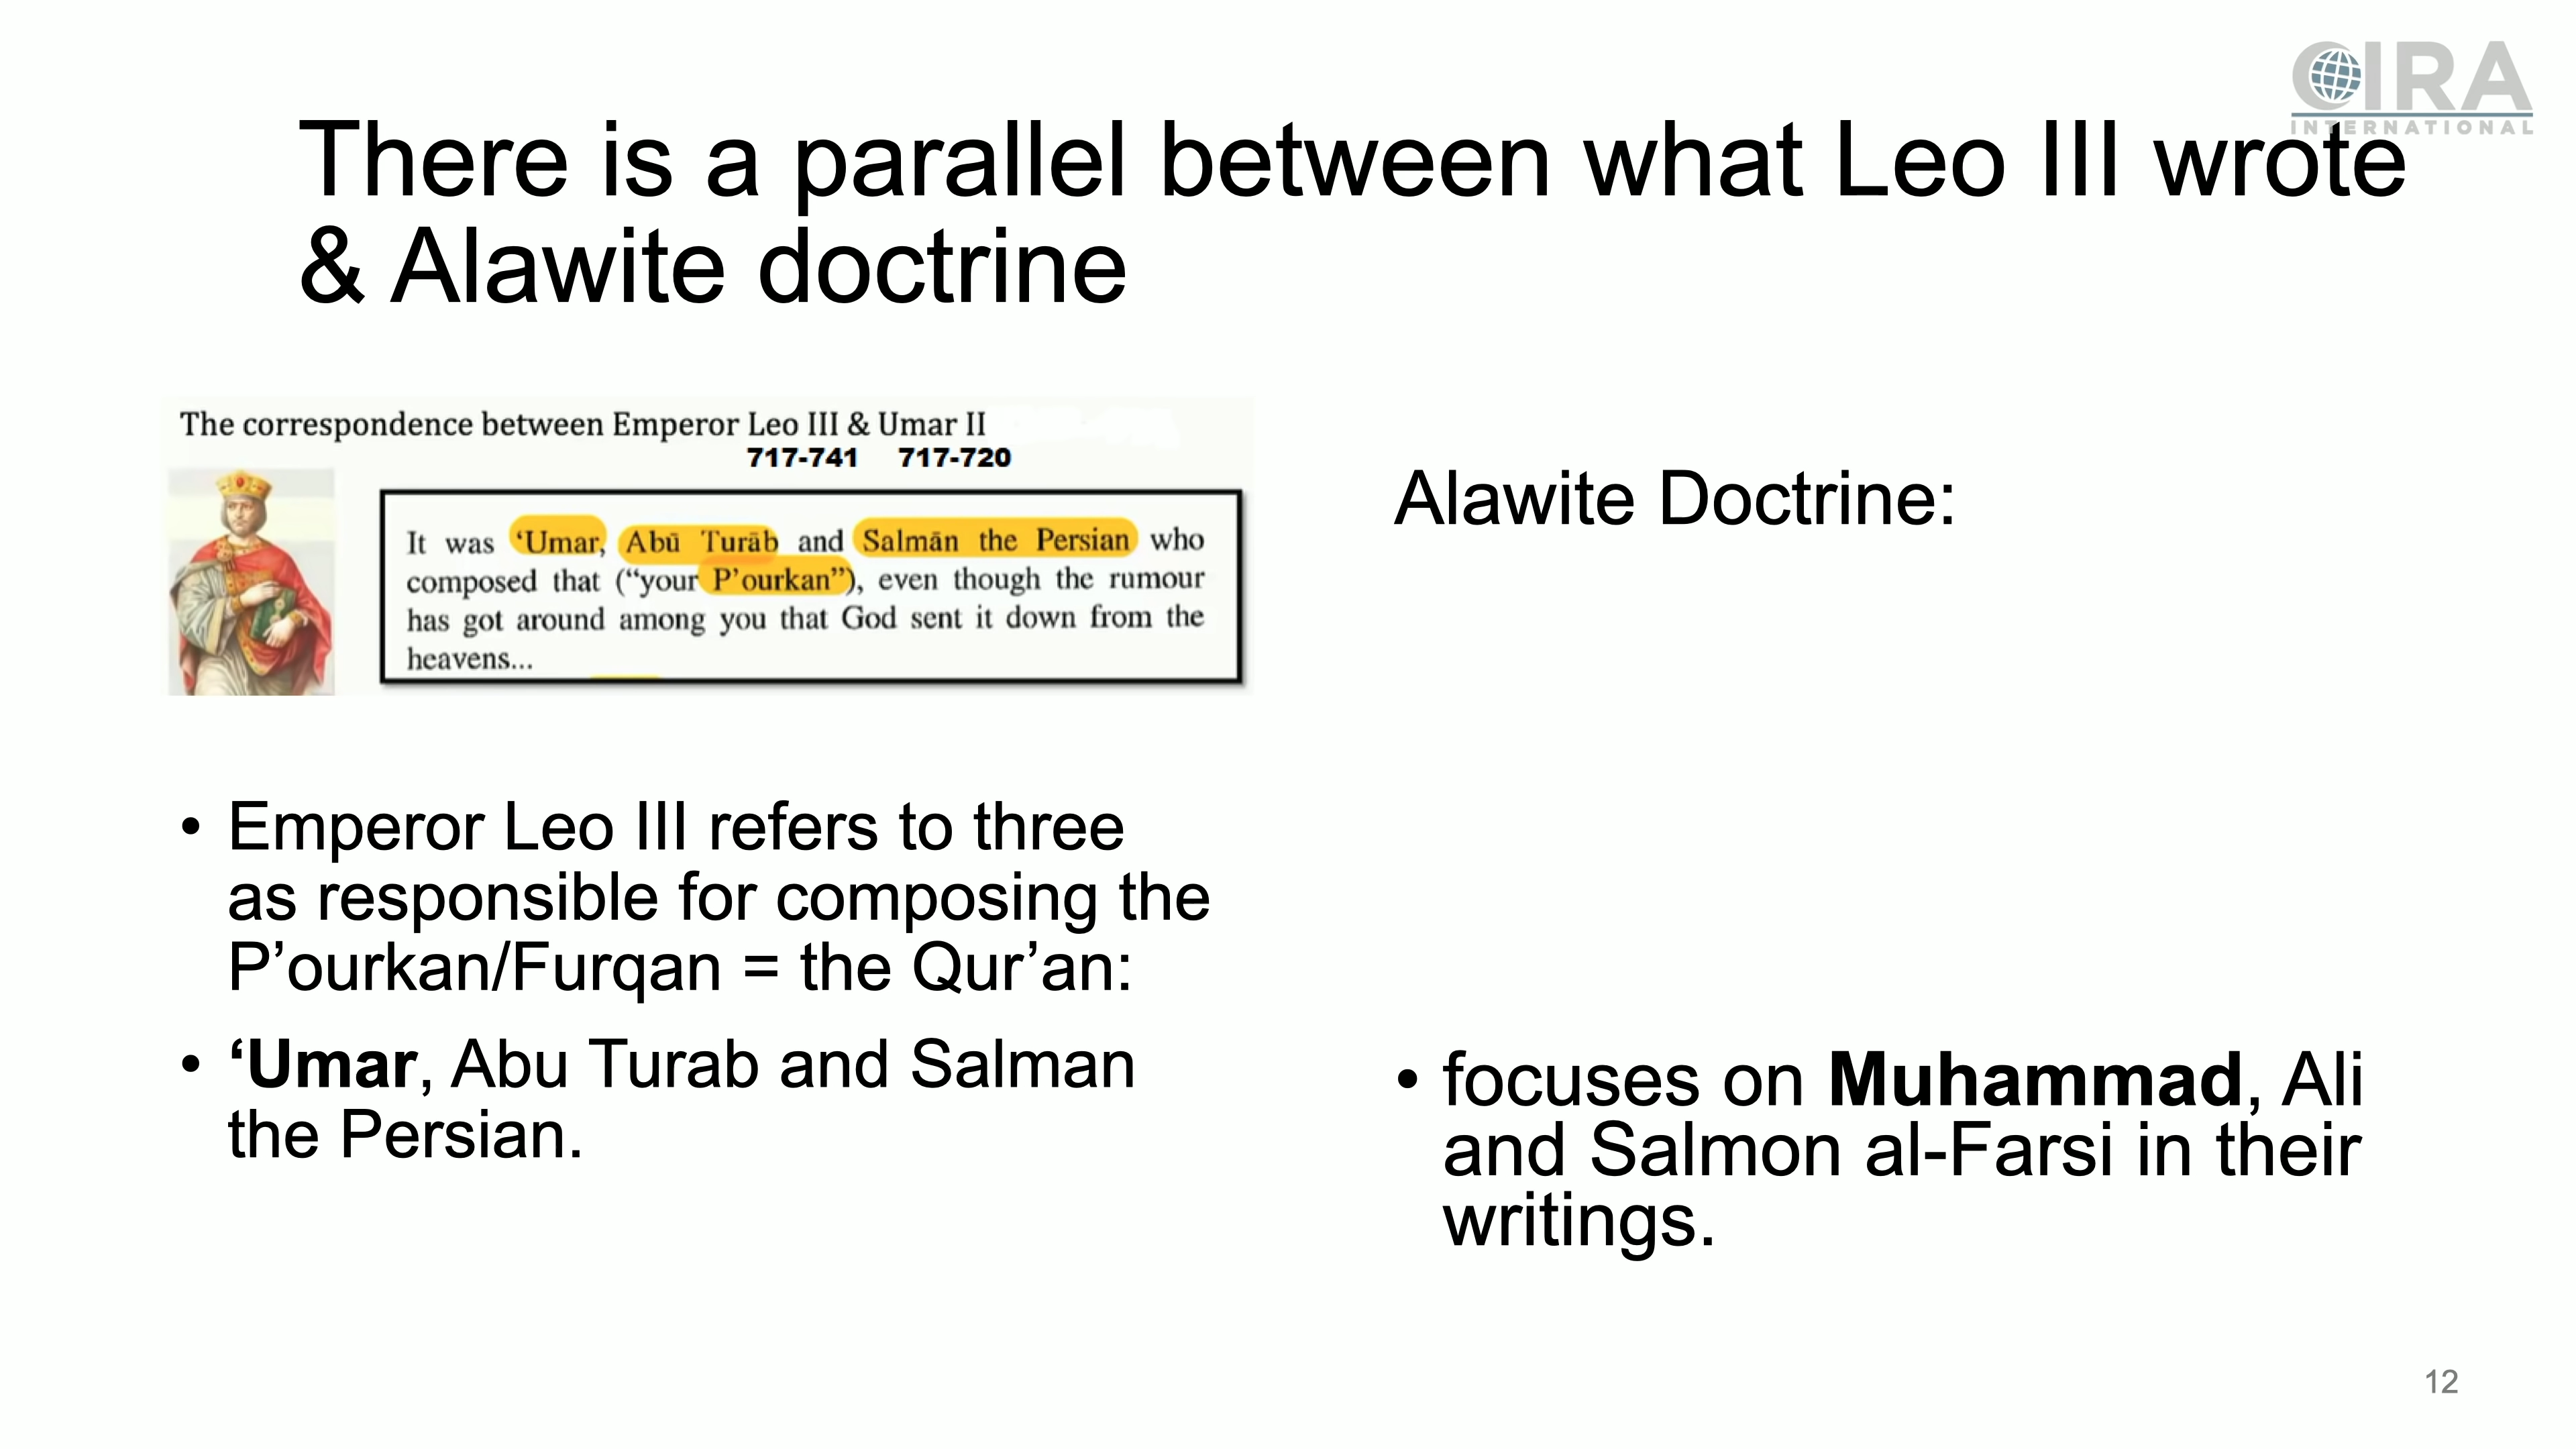 CIRA
INTERNATIONAL
There is a parallel between what Leo III wrote
& Alawite doctrine
The correspondence between Emperor Leo III & Umar II
717-741 717-720
It was ‘Umar, Abū Turāb and Salmān the Persian who
composed that (“your P’ourkan”), even though the rumour
has got around among you that God sent it down from the
heavens...
• Emperor Leo III refers to three
as responsible for composing the
P’ourkan/Furqan = the Qur’an:
• ‘Umar, Abu Turab and Salman
the Persian.
Alawite Doctrine:
• focuses on Muhammad, Ali
and Salmon al-Farsi in their
writings.
12